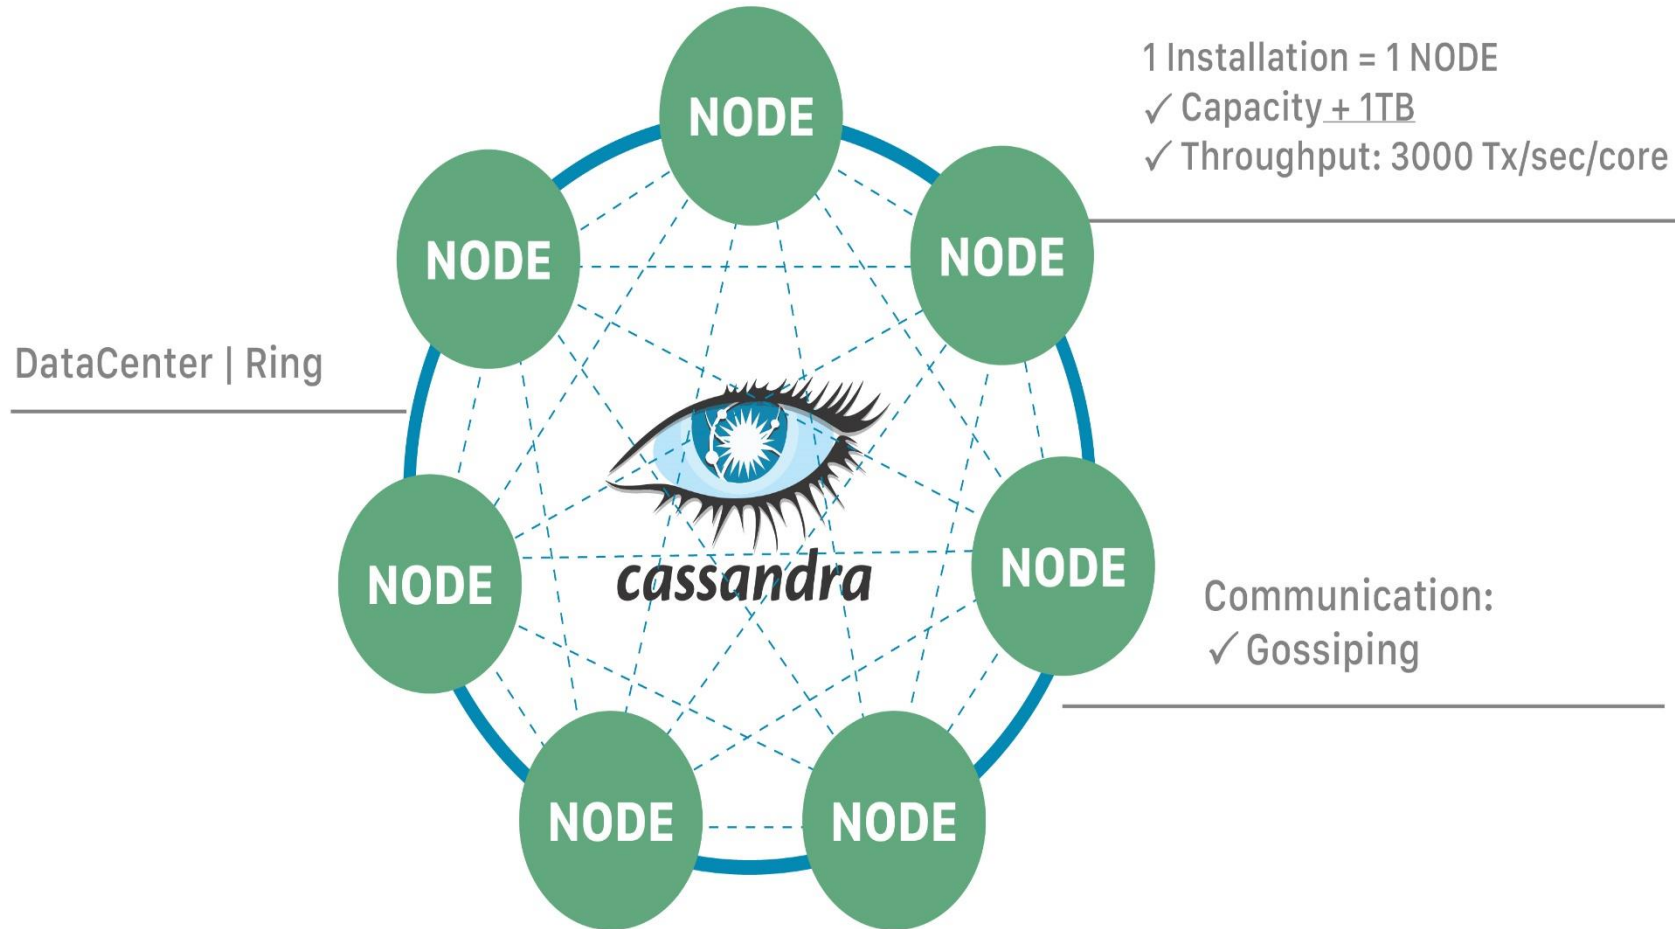 NODE
1 Installation = 1 NODE
✓ Capacity + 1TB
✓ Throughput: 3000 Tx/sec/core
NODE
NODE
DataCenter | Ring
cassandra
NODE
NODE
Communication:
✓ Gossiping
NODE
NODE